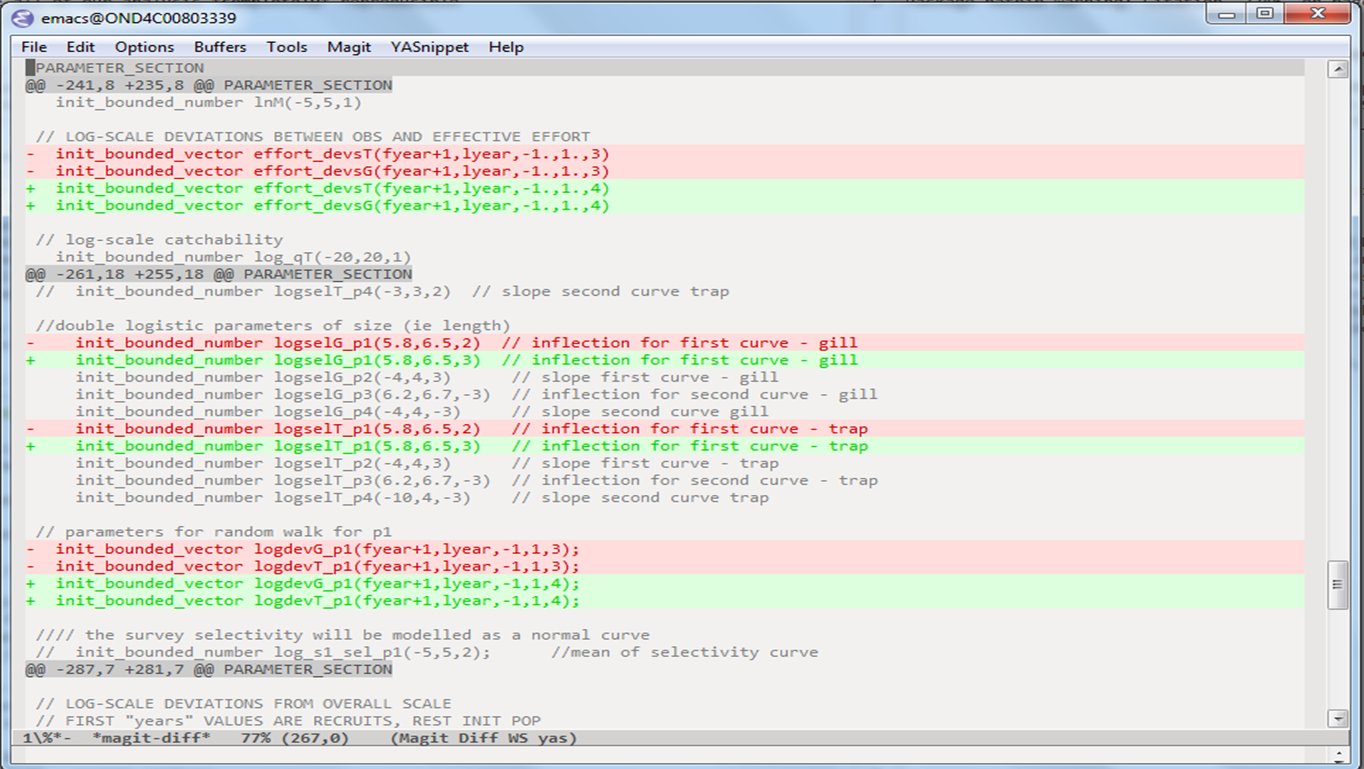 emacs@OND4C00803339
File Edit Options Buffers Tools Magit YASnippet Help
PARAMETER_SECTION
@@ -241,8 +235,8 @@ PARAMETER_SECTION
   init_bounded_number lnM(-5,5,1)
 // LOG-SCALE DEVIATIONS BETWEEN OBS AND EFFECTIVE EFFORT
-  init_bounded_vector effort_devsT(fyear+1,lyear,-1.,1.,3)
-  init_bounded_vector effort_devsG(fyear+1,lyear,-1.,1.,3)
+  init_bounded_vector effort_devsT(fyear+1,lyear,-1.,1.,4)
+  init_bounded_vector effort_devsG(fyear+1,lyear,-1.,1.,4)
 // log-scale catchability
   init_bounded_number log_qT(-20,20,1)
@@ -261,18 +255,18 @@ PARAMETER_SECTION
 //  init_bounded_number logselT_p4(-3,3,2)  // slope second curve trap
 //double logistic parameters of size (ie length)
-    init_bounded_number logselG_p1(5.8,6.5,2)  // inflection for first curve - gill
+    init_bounded_number logselG_p1(5.8,6.5,3)  // inflection for first curve - gill
     init_bounded_number logselG_p2(-4,4,3)      // slope first curve - gill
     init_bounded_number logselG_p3(6.2,6.7,-3)  // inflection for second curve - gill
     init_bounded_number logselG_p4(-4,4,-3)     // slope second curve gill
-    init_bounded_number logselT_p1(5.8,6.5,2)   // inflection for first curve - trap
+    init_bounded_number logselT_p1(5.8,6.5,3)   // inflection for first curve - trap
     init_bounded_number logselT_p2(-4,4,3)      // slope first curve - trap
     init_bounded_number logselT_p3(6.2,6.7,-3)  // inflection for second curve - trap
     init_bounded_number logselT_p4(-10,4,-3)    // slope second curve trap
 // parameters for random walk for p1
-  init_bounded_vector logdevG_p1(fyear+1,lyear,-1,1,3);
-  init_bounded_vector logdevT_p1(fyear+1,lyear,-1,1,3);
+  init_bounded_vector logdevG_p1(fyear+1,lyear,-1,1,4);
+  init_bounded_vector logdevT_p1(fyear+1,lyear,-1,1,4);
 //// the survey selectivity will be modelled as a normal curve
 //  init_bounded_number log_s1_sel_p1(-5,5,2);      //mean of selectivity curve
@@ -287,7 +281,7 @@ PARAMETER_SECTION
 // LOG-SCALE DEVIATIONS FROM OVERALL SCALE
 // FIRST "years" VALUES ARE RECRUITS, REST INIT POP
1\%*-  *magit-diff*   77% (267,0)    (Magit Diff WS yas)